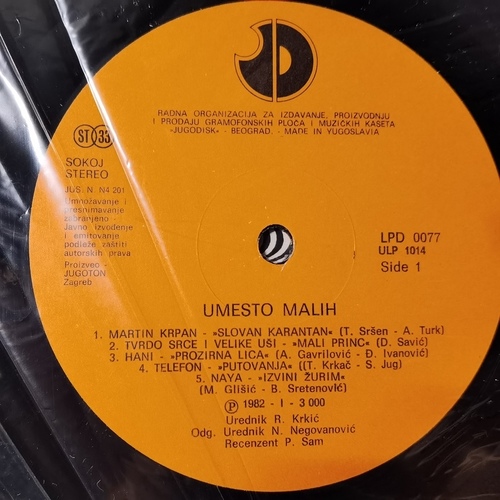 RADNA ORGANIZACIJA ZA IZDAVANJE, PROIZVODNJU
I PRODAJU GRAMOFONSKIH PLOČA I MUZIČKIH KASETA
»JUGODISK« - BEOGRAD. - MADE IN YUGOSLAVIA
ST 33
SOKOJ
STEREO
JUS N. N4 201
Umnožavanje i
presnimavanje
zabranjeno -
Javno izvođenje
i emitovanje
podleže zaštiti
autorskih prava
Proizveo -
JUGOTON
Zagreb
LPD 0077
ULP 1014
Side 1
UMESTO MALIH
1. MARTIN KRPAN - »SLOVAN KARANTAN« (T. Sršen - A. Turk)
2. TVRDO SRCE I VELIKE UŠI - »MALI PRINC« (D. Savić)
3. HANI - »PROZIRNA LICA« (A. Gavrilović - Đ. Ivanović)
4. TELEFON - »PUTOVANJA« ((T. Krkač - S. Jug)
5. NAYA - »IZVINI ŽURIM«
(M. Glišić - B. Sretenović)
Ⓟ 1982 - I - 3 000
Urednik R. Krkić
Odg. Urednik N. Negovanović
Recenzent P. Sam